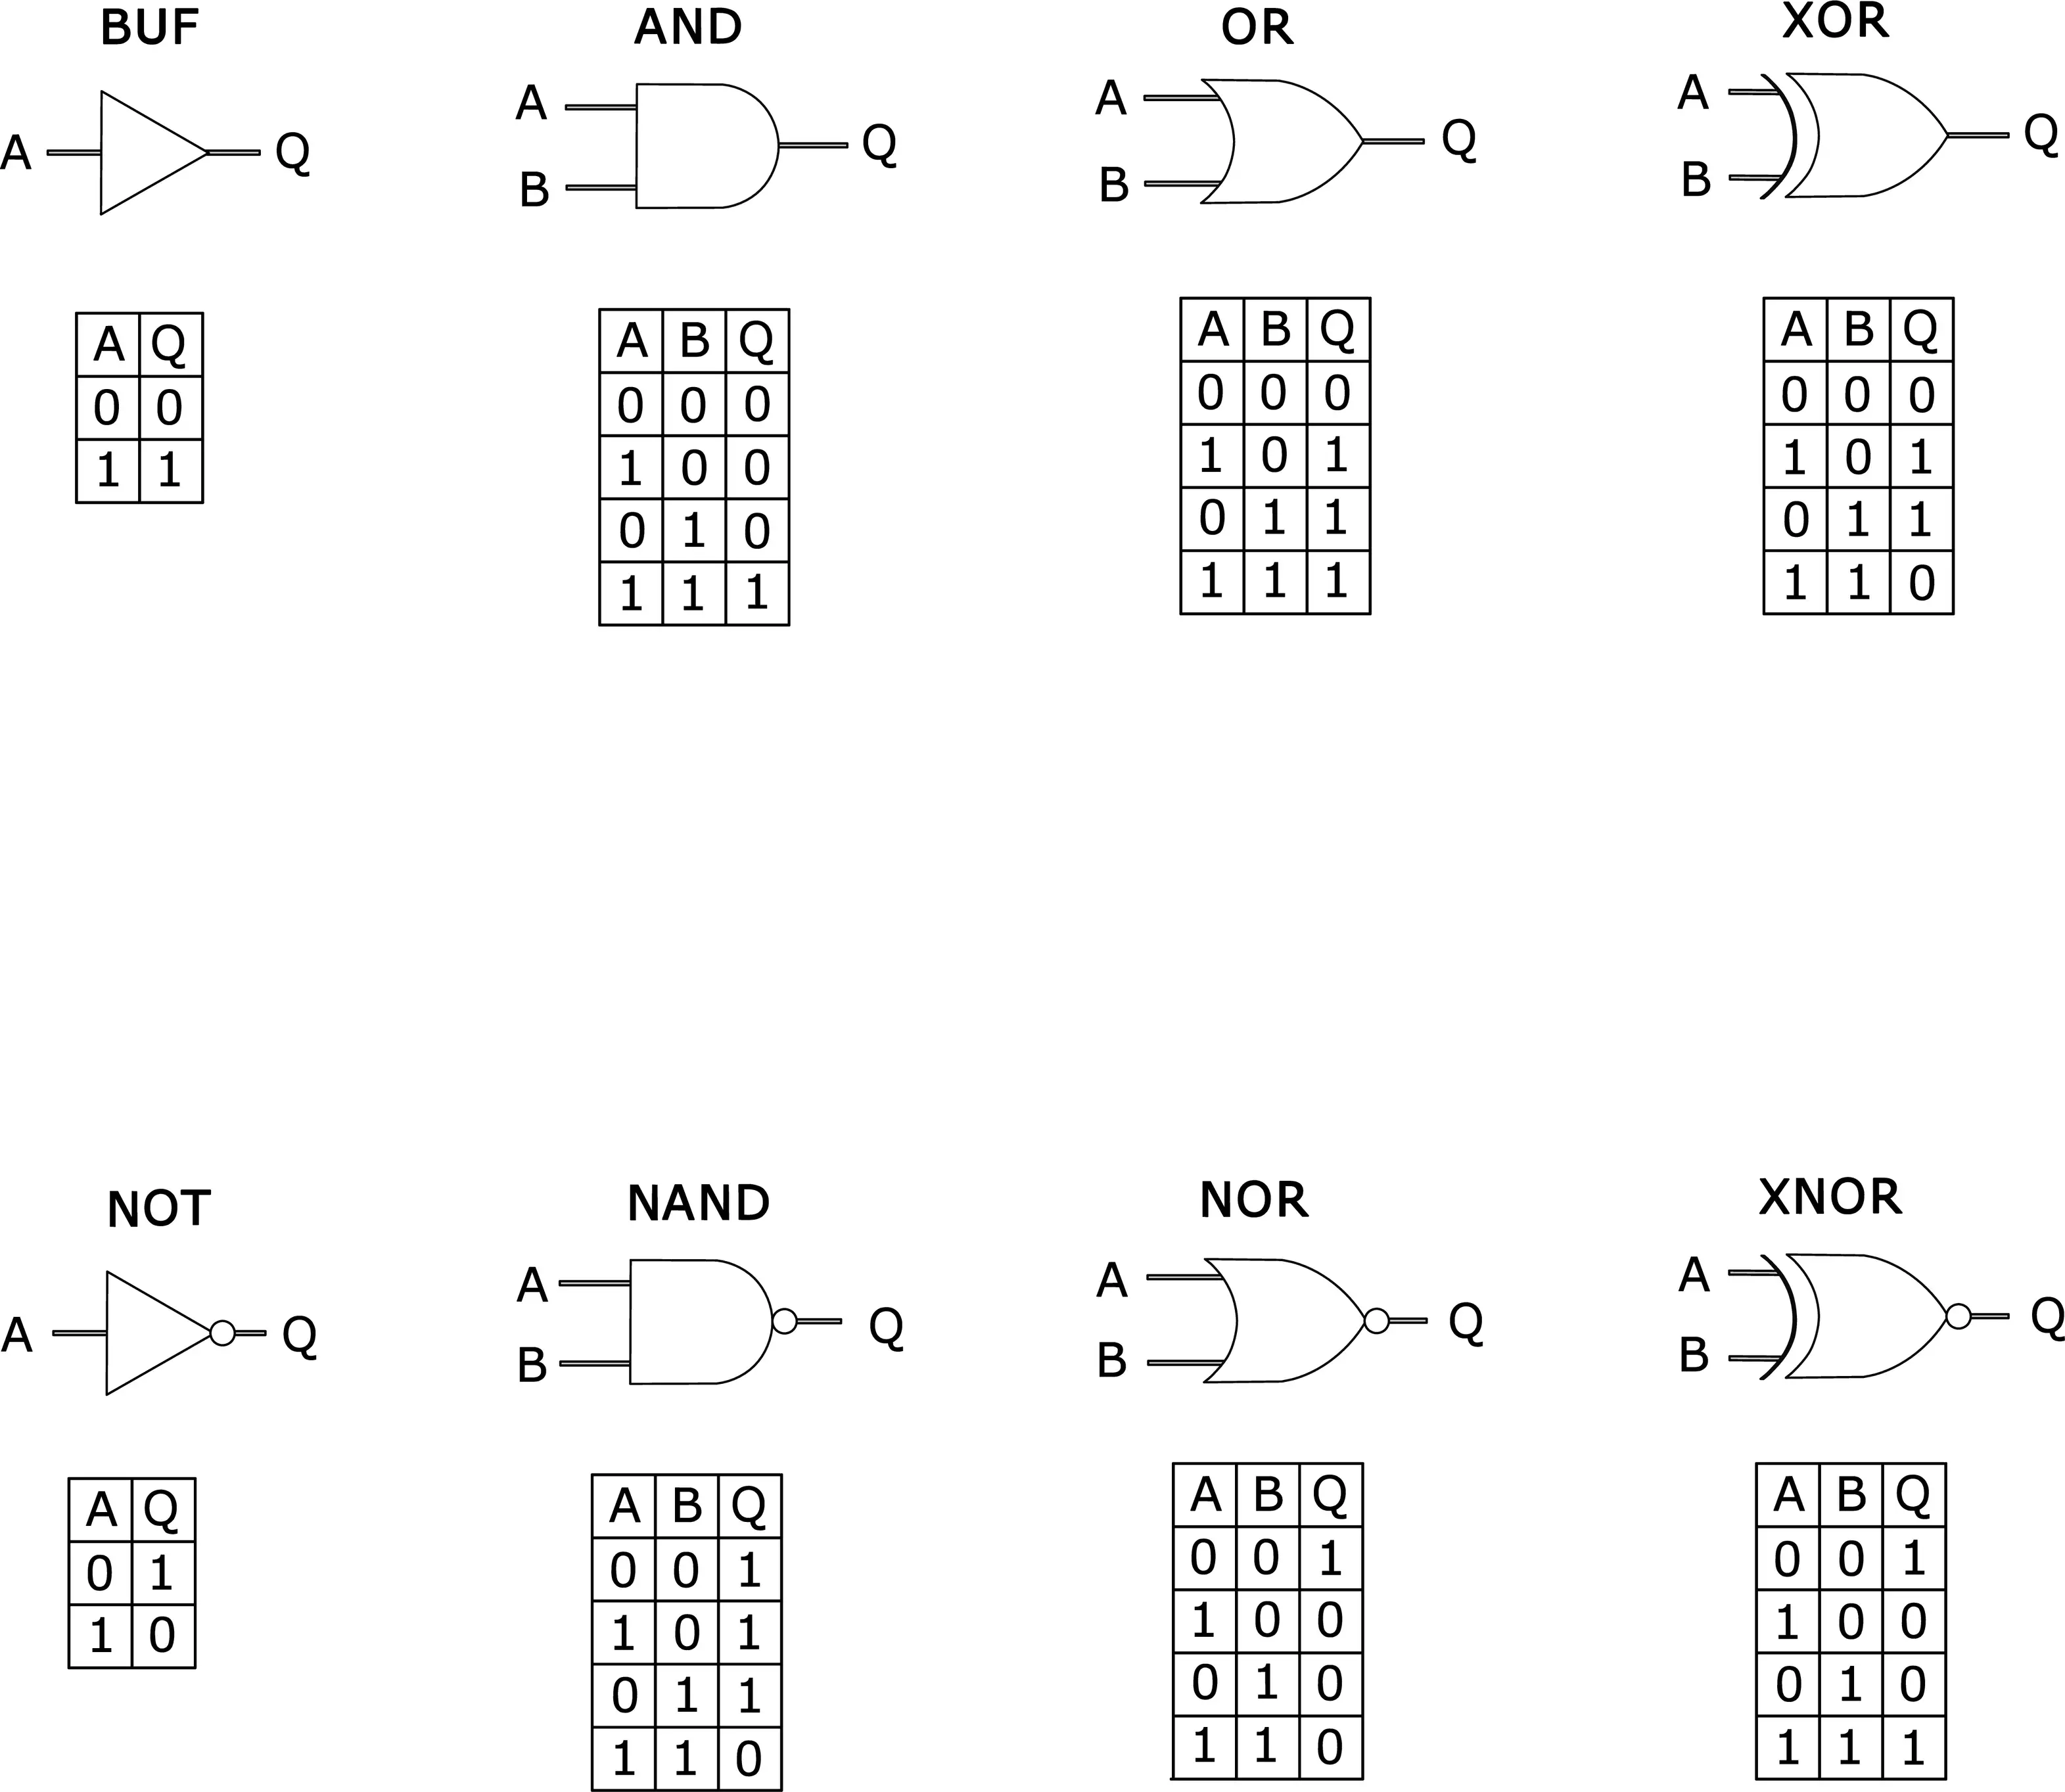 BUF
A Q
A Q
0 0
1 1
AND
A
B
Q
A B Q
0 0 0
1 0 0
0 1 0
1 1 1
OR
A
B
Q
A B Q
0 0 0
1 0 1
0 1 1
1 1 1
XOR
A
B
Q
A B Q
0 0 0
1 0 1
0 1 1
1 1 0
NOT
A Q
A Q
0 1
1 0
NAND
A
B
Q
A B Q
0 0 1
1 0 1
0 1 1
1 1 0
NOR
A
B
Q
A B Q
0 0 1
1 0 0
0 1 0
1 1 0
XNOR
A
B
Q
A B Q
0 0 1
1 0 0
0 1 0
1 1 1